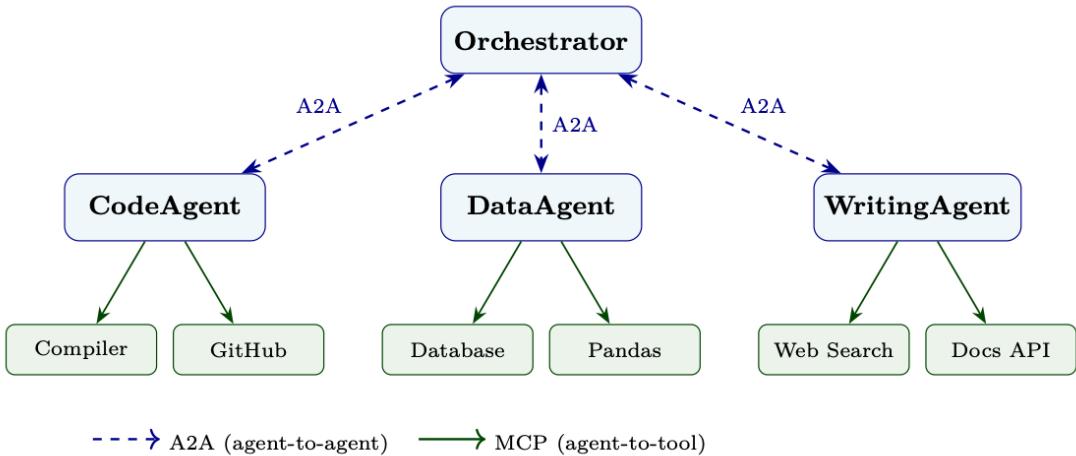 Orchestrator
A2A
A2A
A2A
CodeAgent
DataAgent
WritingAgent
Compiler
GitHub
Database
Pandas
Web Search
Docs API
A2A (agent-to-agent)
MCP (agent-to-tool)